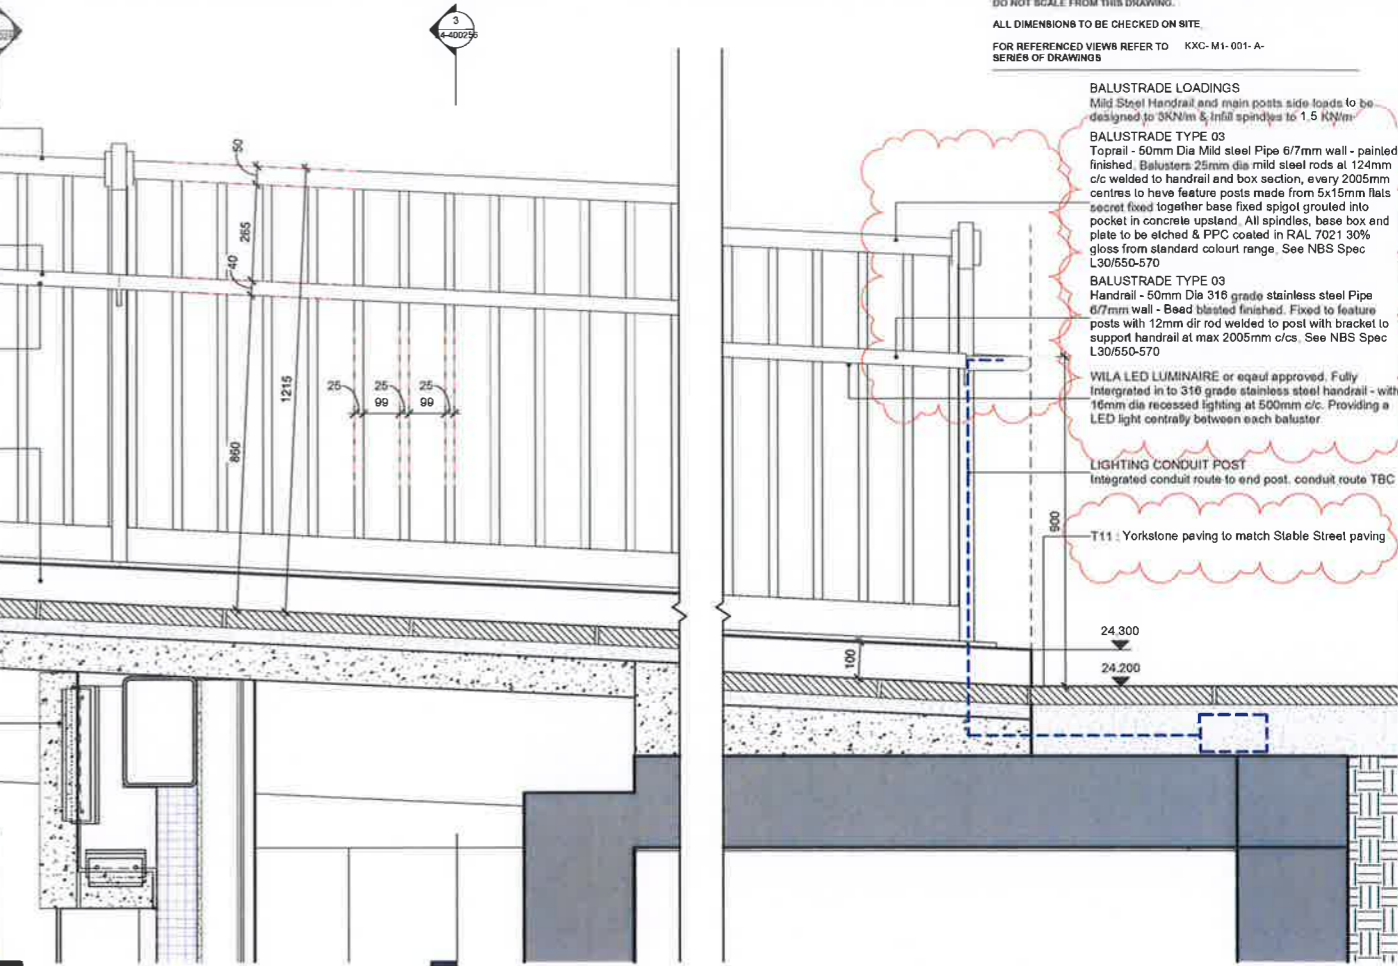 DO NOT SCALE FROM THIS DRAWING.
ALL DIMENSIONS TO BE CHECKED ON SITE.
FOR REFERENCED VIEWS REFER TO KXC-M1-001-A-
SERIES OF DRAWINGS
3
BALUSTRADE LOADINGS
Mild Steel Handrail and main posts side loads to be
designed to 3KN/m & Infill spindles to 1.5 KN/m
BALUSTRADE TYPE 03
Toprail - 50mm Dia Mild steel Pipe 6/7mm wall - painted
finished. Balusters 25mm dia mild steel rods at 124mm
c/c welded to handrail and box section, every 2005mm
centres to have feature posts made from 5x15mm flats
secret fixed together base fixed spigot grouted into
pocket in concrete upstand. All spindles, base box and
plate to be etched & PPC coated in RAL 7021 30%
gloss from standard colourt range. See NBS Spec
L30/550-570
BALUSTRADE TYPE 03
Handrail - 50mm Dia 316 grade stainless steel Pipe
6/7mm wall - Bead blasted finished. Fixed to feature
posts with 12mm dir rod welded to post with bracket to
support handrail at max 2005mm c/cs. See NBS Spec
L30/550-570
WILA LED LUMINAIRE or eqaul approved. Fully
Intergrated in to 316 grade stainless steel handrail - with
16mm dia recessed lighting at 500mm c/c. Providing a
LED light centrally between each baluster.
LIGHTING CONDUIT POST
Integrated conduit route to end post. conduit route TBC
T11 : Yorkstone paving to match Stable Street paving
50
265
40
1215
860
25
25
25
99
99
900
100
24.300
24.200